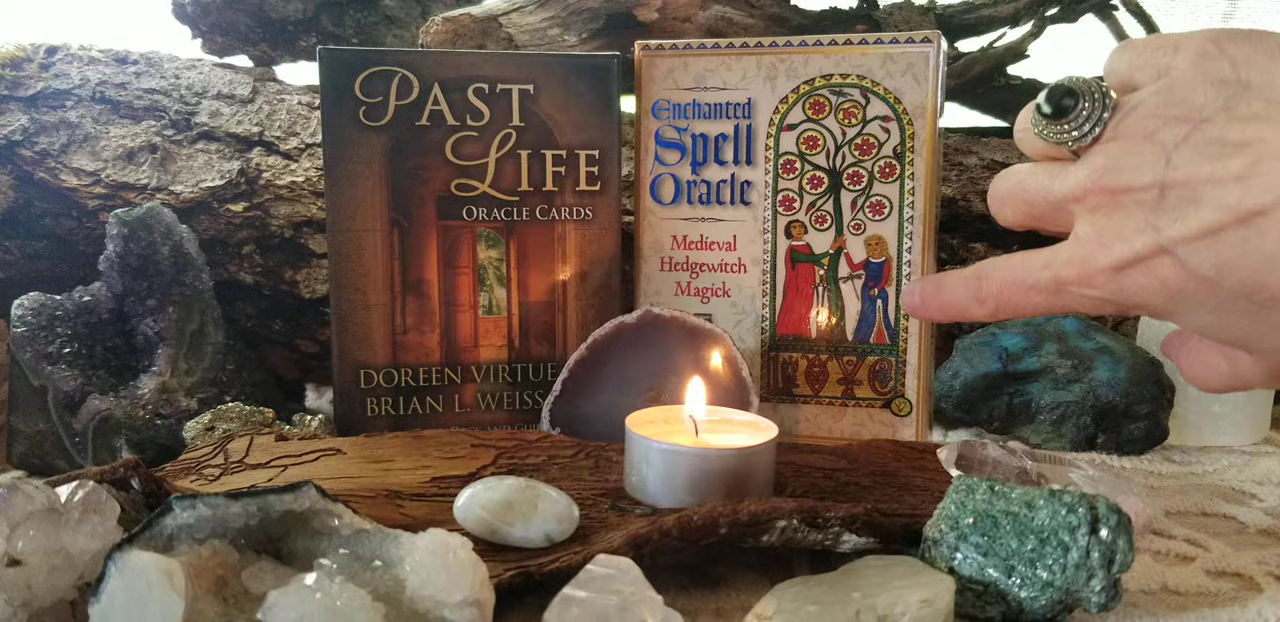 PAST
LIFE
ORACLE CARDS
DOREEN VIRTUE
BRIAN L. WEISS
Enchanted
Spell
Oracle
Medieval
Hedgewitch
Magick